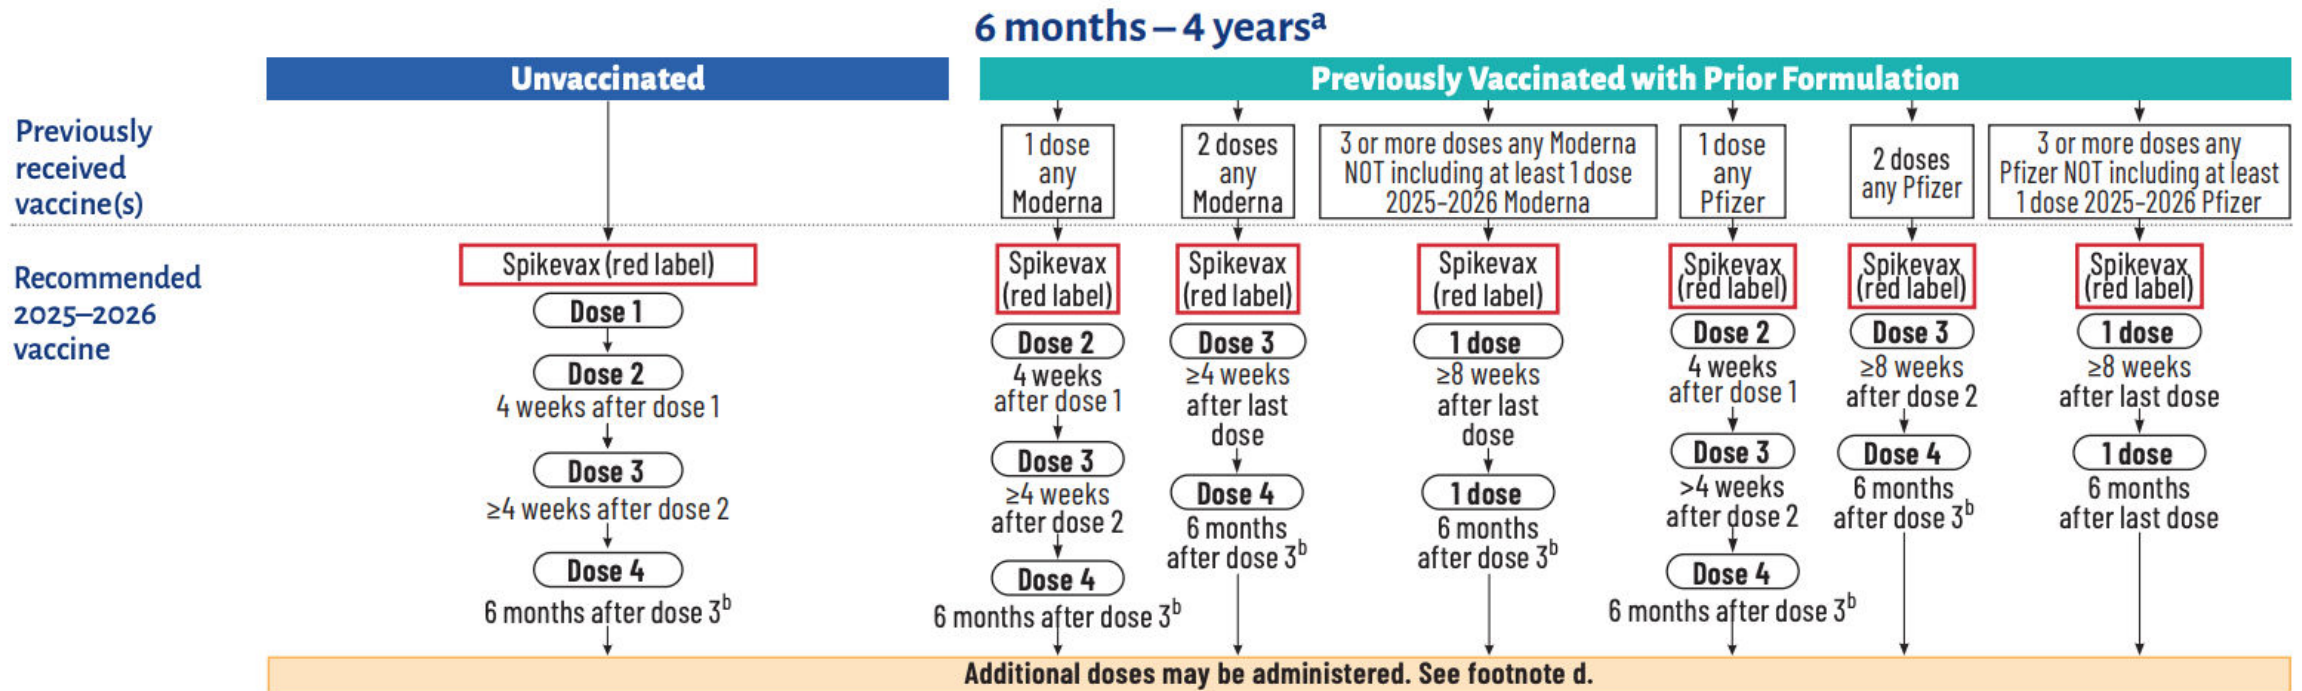 6 months – 4 yearsᵃ
Unvaccinated
Previously Vaccinated with Prior Formulation
Previously
received
vaccine(s)
1 dose
any
Moderna
2 doses
any
Moderna
3 or more doses any Moderna
NOT including at least 1 dose
2025–2026 Moderna
1 dose
any
Pfizer
2 doses
any Pfizer
3 or more doses any
Pfizer NOT including at least
1 dose 2025–2026 Pfizer
Recommended
2025–2026
vaccine
Spikevax (red label)
Dose 1
Dose 2
4 weeks after dose 1
Dose 3
≥4 weeks after dose 2
Dose 4
6 months after dose 3ᵇ
Spikevax
(red label)
Dose 2
4 weeks
after dose 1
Dose 3
≥4 weeks
after dose 2
Dose 4
6 months after dose 3ᵇ
Spikevax
(red label)
Dose 3
≥4 weeks
after last
dose
Dose 4
6 months
after dose 3ᵇ
Spikevax
(red label)
1 dose
≥8 weeks
after last
dose
1 dose
6 months
after dose 3ᵇ
Spikevax
(red label)
Dose 2
4 weeks
after dose 1
Dose 3
>4 weeks
after dose 2
Dose 4
6 months after dose 3ᵇ
Spikevax
(red label)
Dose 3
≥8 weeks
after dose 2
Dose 4
6 months
after dose 3ᵇ
Spikevax
(red label)
1 dose
≥8 weeks
after last dose
1 dose
6 months
after last dose
Additional doses may be administered. See footnote d.